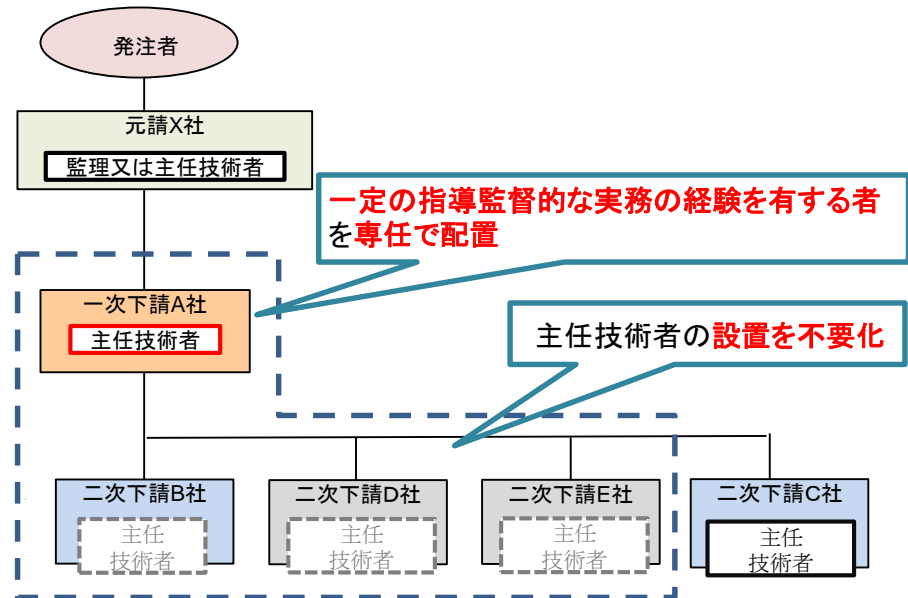 発注者
元請X社
監理又は主任技術者
一定の指導監督的な実務の経験を有する者
を専任で配置
一次下請A社
主任技術者
主任技術者の設置を不要化
二次下請B社
主任
技術者
二次下請D社
主任
技術者
二次下請E社
主任
技術者
二次下請C社
主任
技術者